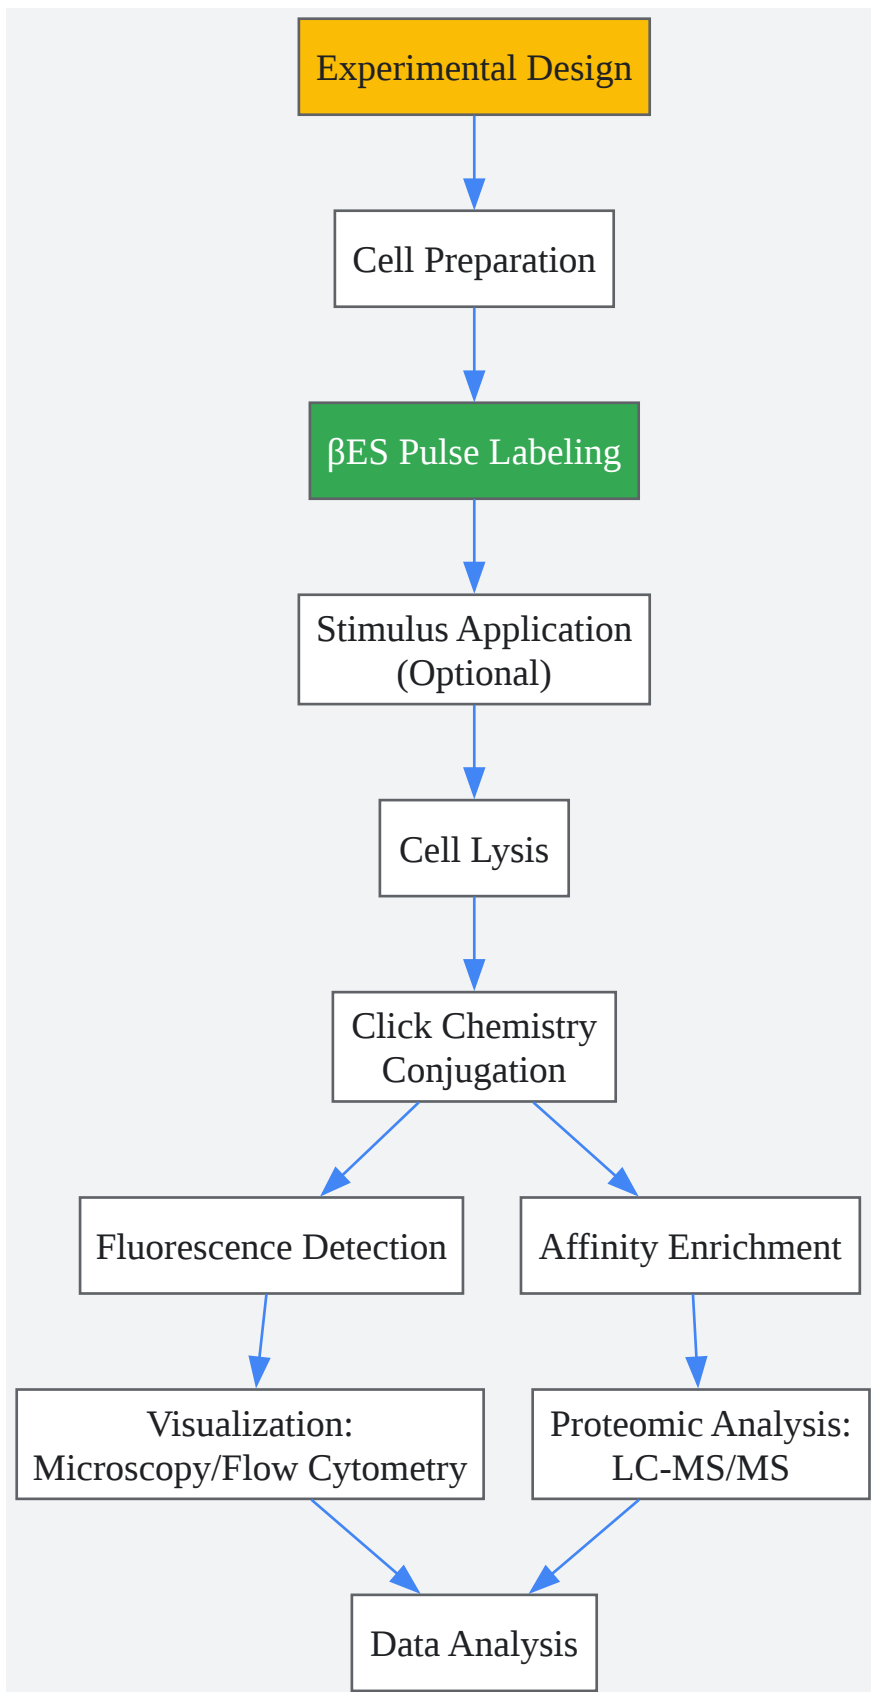 Experimental Design
Cell Preparation
βES Pulse Labeling
Stimulus Application
(Optional)
Cell Lysis
Click Chemistry
Conjugation
Fluorescence Detection
Affinity Enrichment
Visualization:
Microscopy/Flow Cytometry
Proteomic Analysis:
LC-MS/MS
Data Analysis